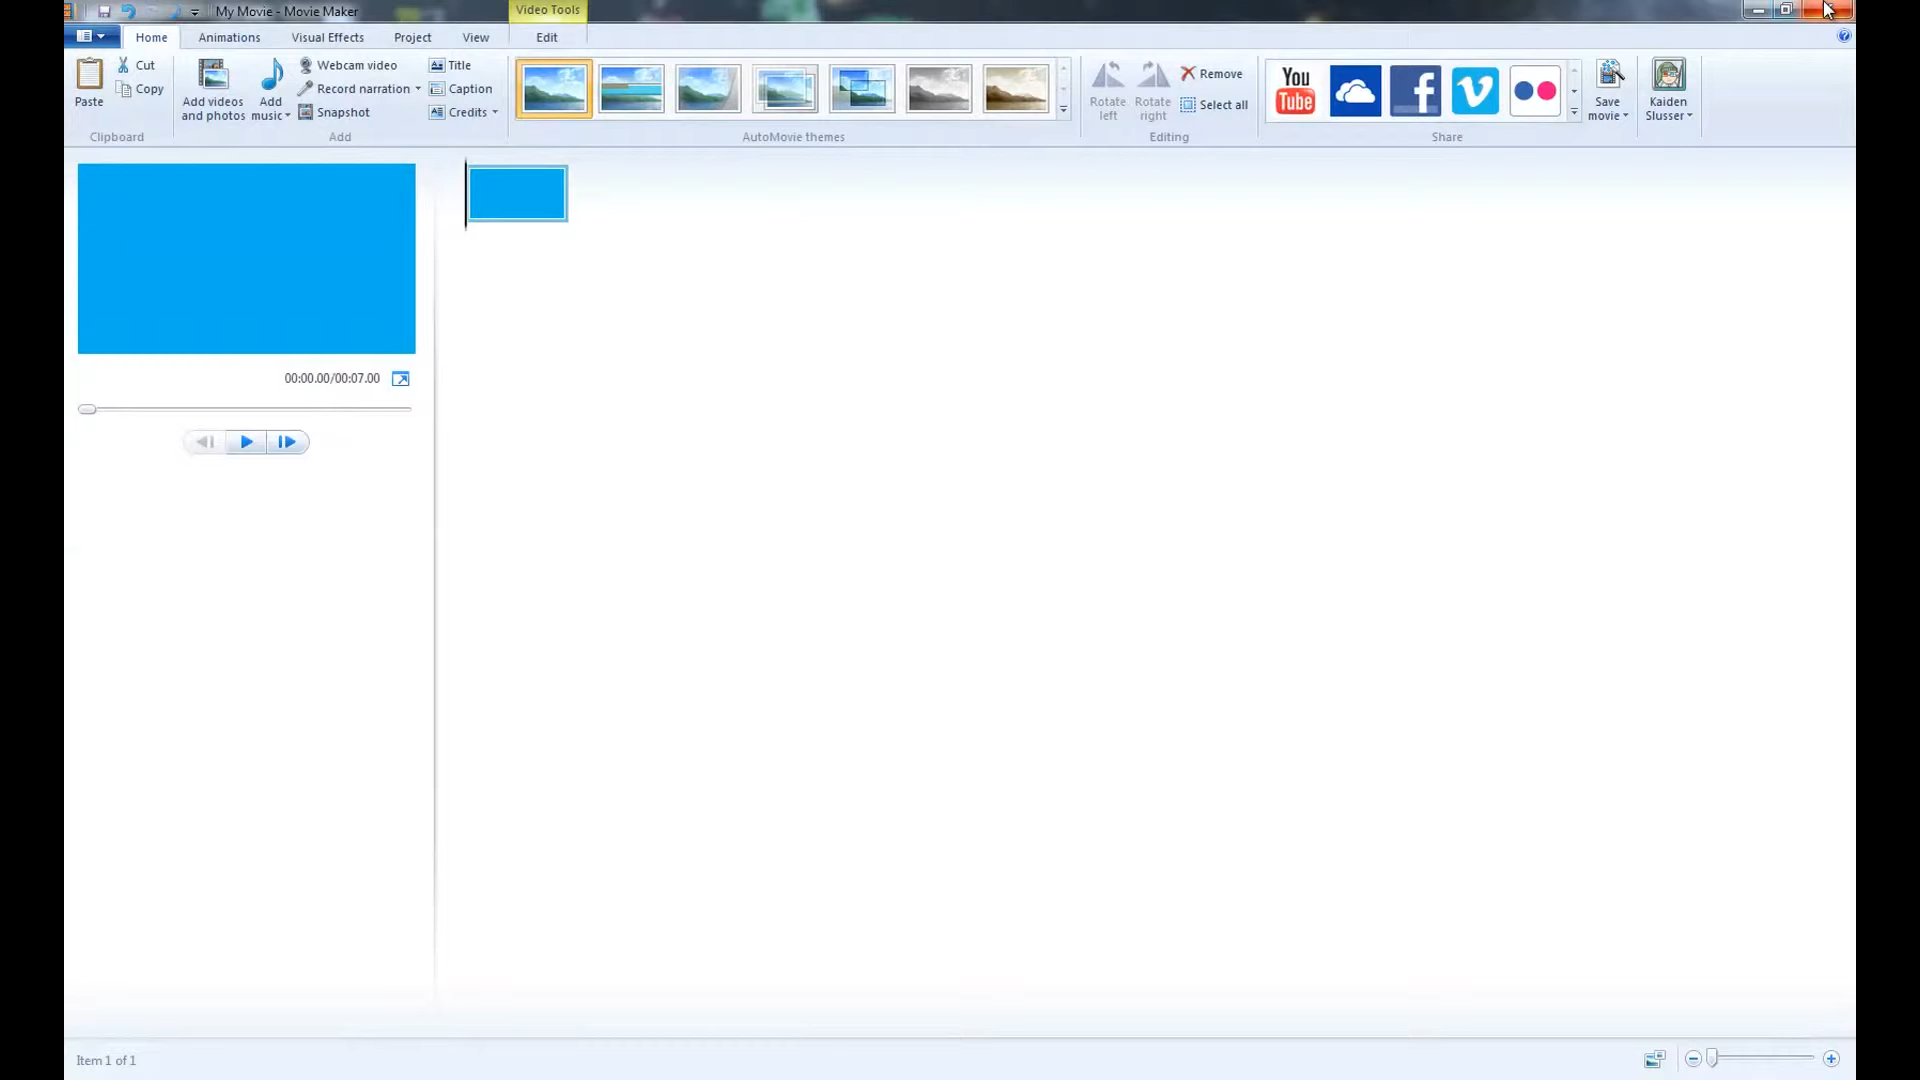 My Movie - Movie Maker
Video Tools
Home
Animations
Visual Effects
Project
View
Edit
Paste
Cut
Copy
Clipboard
Add videos
and photos
Add
music
Webcam video
Record narration
Snapshot
Title
Caption
Credits
Add
AutoMovie themes
Rotate
left
Rotate
right
Remove
Select all
Editing
You
Tube
Share
Save
movie
Kaiden
Slusser
00:00.00/00:07.00
Item 1 of 1